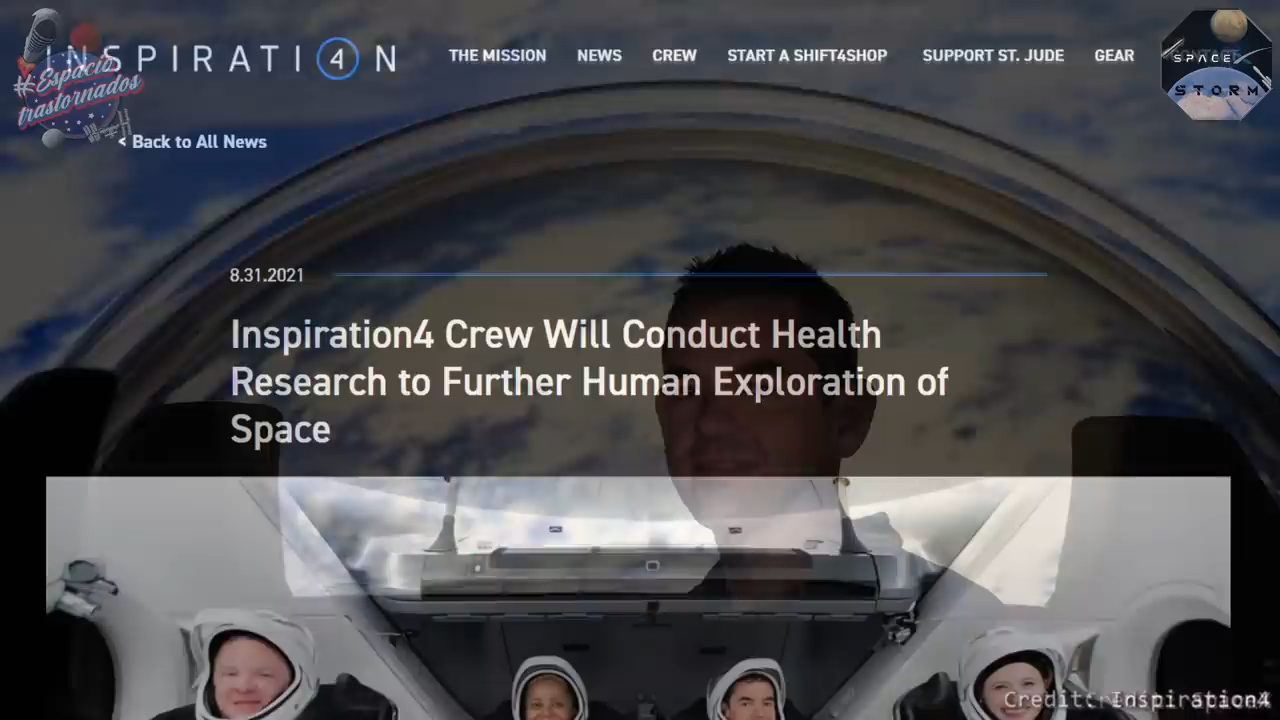 INSPIRATI4N
THE MISSION NEWS CREW START A SHIFT4SHOP SUPPORT ST. JUDE GEAR CONTACT
SPACE
STORM
#Espacio
trastornados
< Back to All News
8.31.2021
Inspiration4 Crew Will Conduct Health
Research to Further Human Exploration of
Space
Inspiration4